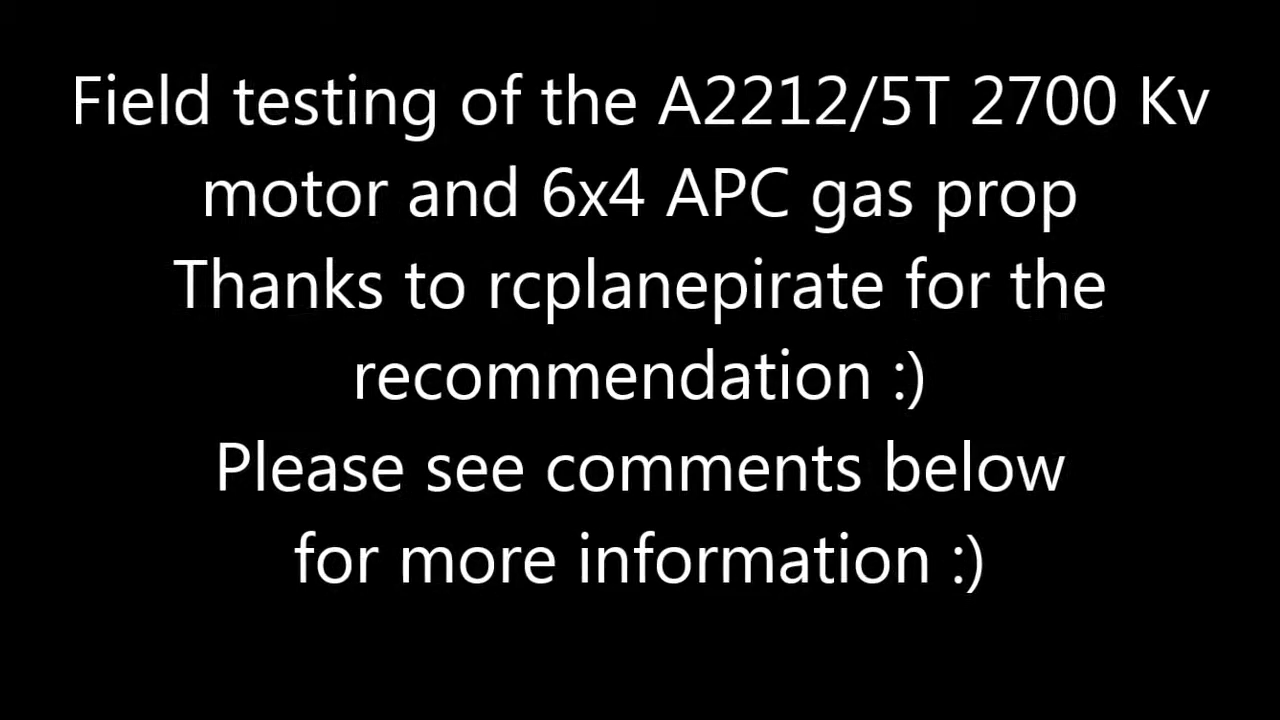 Field testing of the A2212/5T 2700 Kv
motor and 6x4 APC gas prop
Thanks to rcplanepirate for the
recommendation :)
Please see comments below
for more information :)